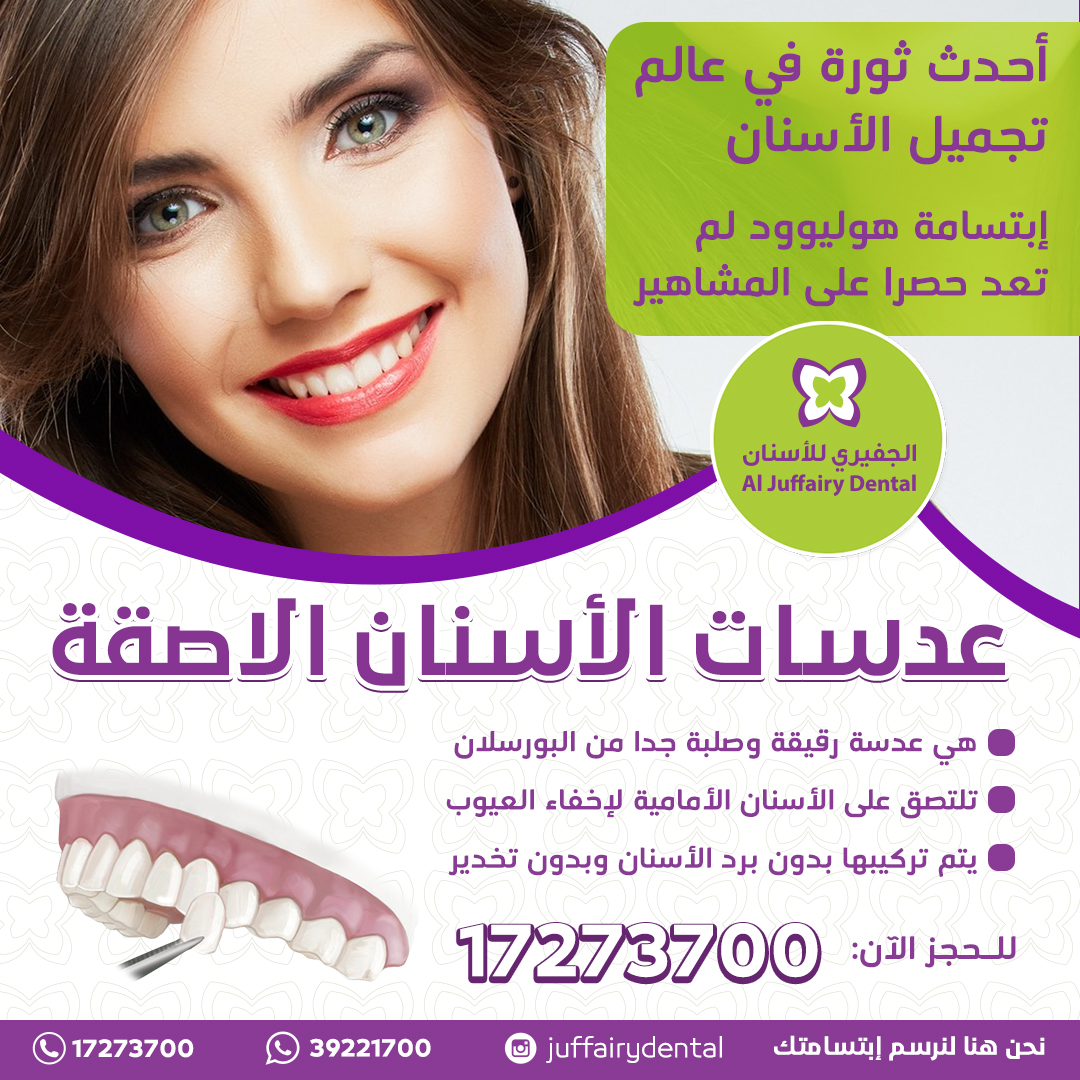 أحدث ثورة في عالم
تجميل الأسنان
إبتسامة هوليوود لم
تعد حصرا على المشاهير
الجفيري للأسنان
Al Juffairy Dental
عدسات الأسنان الاصقة
هي عدسة رقيقة وصلبة جدا من البورسلان
تلتصق على الأسنان الأمامية لإخفاء العيوب
يتم تركيبها بدون برد الأسنان وبدون تخدير
للحجز الآن: 17273700
نحن هنا لنرسم إبتسامتك
juffairydental
39221700
17273700